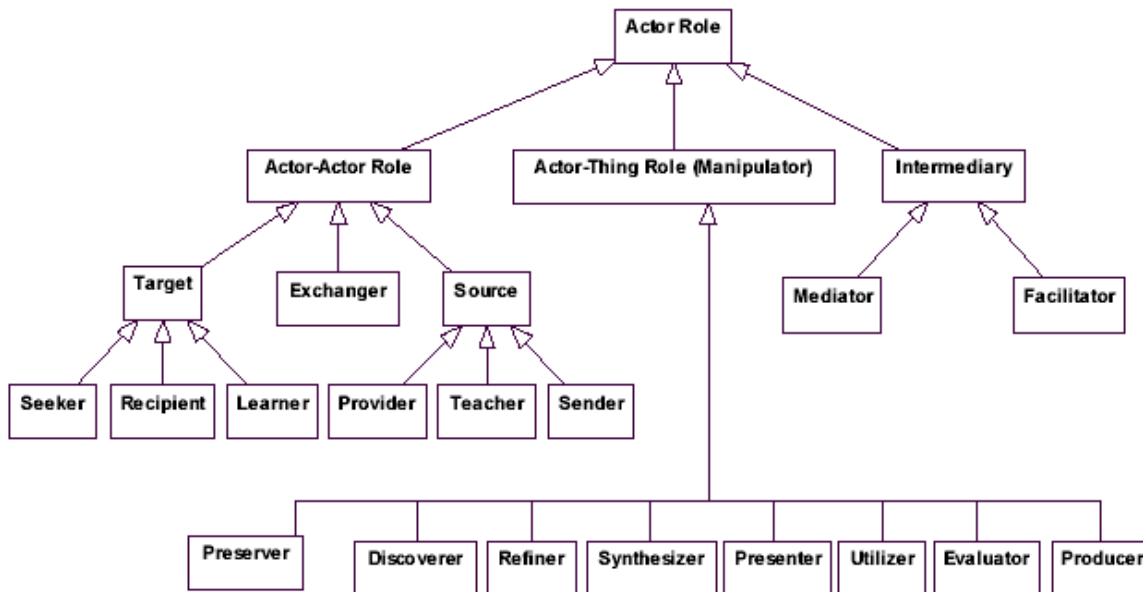 Actor Role
Actor-Actor Role
Actor-Thing Role (Manipulator)
Intermediary
Target
Exchanger
Source
Mediator
Facilitator
Seeker
Recipient
Learner
Provider
Teacher
Sender
Preserver
Discoverer
Refiner
Synthesizer
Presenter
Utilizer
Evaluator
Producer